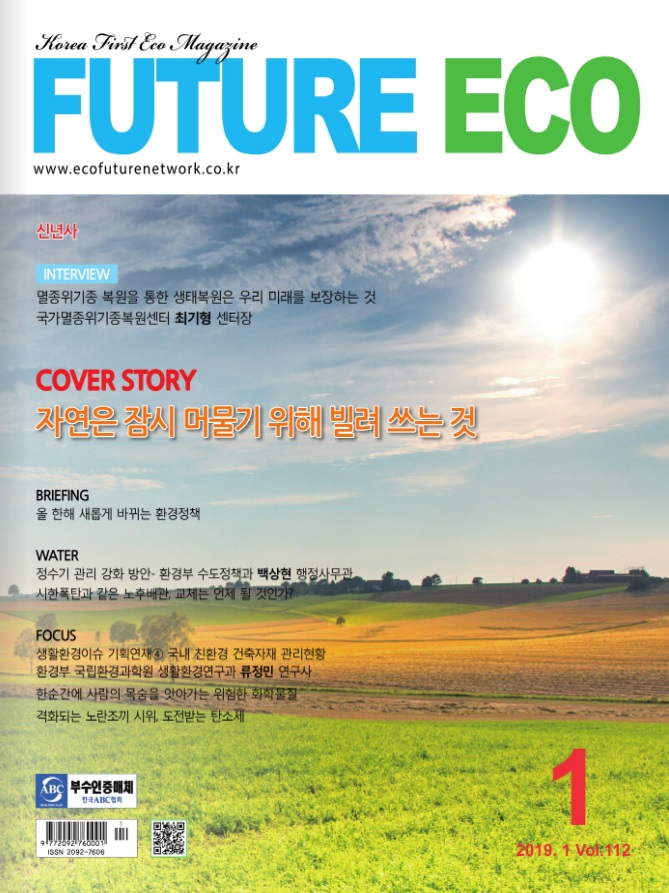 Korea First Eco Magazine
FUTURE ECO
www.ecofuturenetwork.co.kr
신년사
INTERVIEW
멸종위기종 복원을 통한 생태복원은 우리 미래를 보장하는 것
국가멸종위기종복원센터 최기형 센터장
COVER STORY
자연은 잠시 머물기 위해 빌려 쓰는 것
BRIEFING
올 한해 새롭게 바뀌는 환경정책
WATER
정수기 관리 강화 방안- 환경부 수도정책과 백상현 행정사무관
시한폭탄과 같은 노후배관, 교체는 언제 될 것인가?
FOCUS
생활환경이슈 기획연재④ 국내 친환경 건축자재 관리현황
환경부 국립환경과학원 생활환경연구과 류정민 연구사
한순간에 사람의 목숨을 앗아가는 위험한 화학물질
격화되는 노란조끼 시위, 도전받는 탄소제
ABC 부수인증매체
한국ABC협회
1
2019. 1 Vol.112
9 772092 760001
ISSN 2092-7606